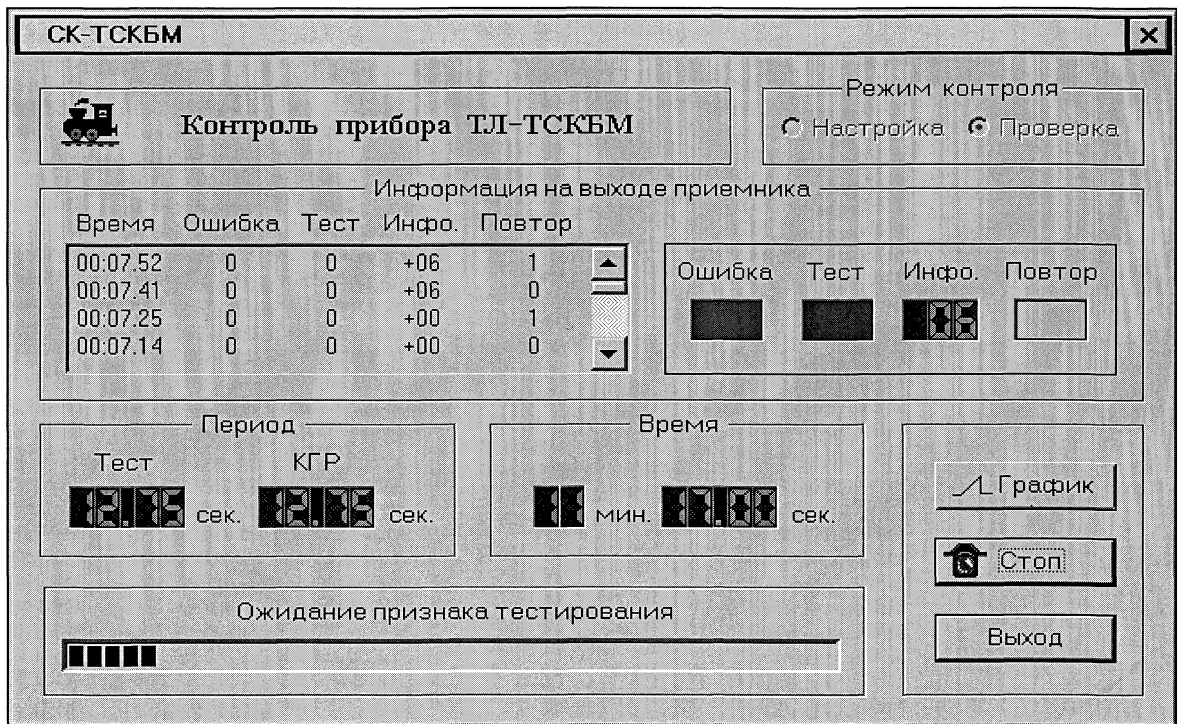 СК-ТСКБМ
Контроль прибора ТЛ-ТСКБМ
Режим контроля
Настройка Проверка
Информация на выходе приемника
Время Ошибка Тест Инфо. Повтор
00:07.52 0 0 +06 1
00:07.41 0 0 +06 0
00:07.25 0 0 +00 1
00:07.14 0 0 +00 0
Ошибка Тест Инфо. Повтор
Период
Тест КГР
сек. сек.
Время
мин. сек.
График
Стоп
Выход
Ожидание признака тестирования